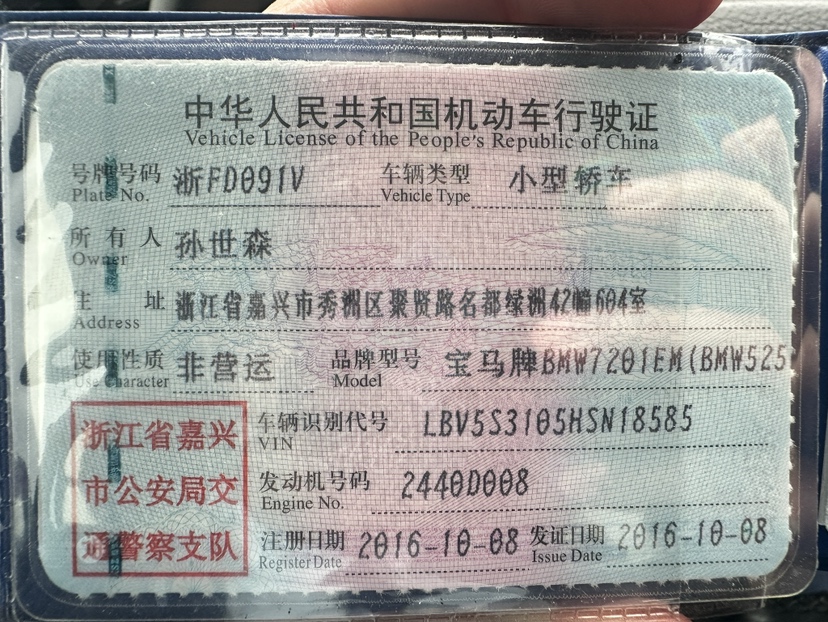 中华人民共和国机动车行驶证
Vehicle License of the People's Republic of China
号牌号码 浙FD091V 车辆类型 小型轿车
Plate No. Vehicle Type
所有人 孙世森
Owner
住址 浙江省嘉兴市秀洲区聚贤路名都绿洲42幢604室
Address
使用性质 非营运 品牌型号 宝马牌BMW7201EM(BMW525
Use Character Model
浙江省嘉兴
市公安局交
通警察支队
车辆识别代号 LBV5S3105HSN18585
VIN
发动机号码 2440D008
Engine No.
注册日期 2016-10-08 发证日期 2016-10-08
Register Date Issue Date